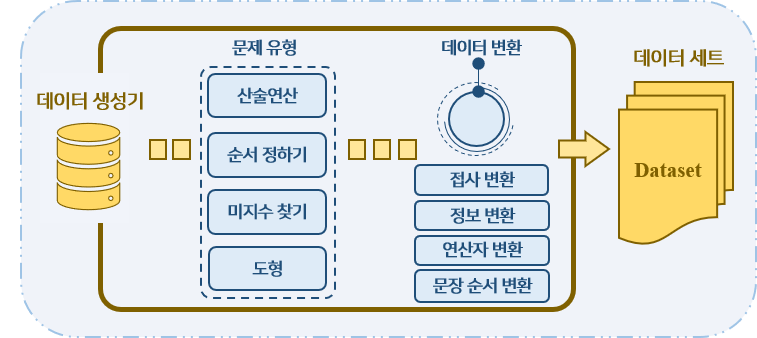 데이터 생성기
문제 유형
산술연산
순서 정하기
미지수 찾기
도형
데이터 변환
접사 변환
정보 변환
연산자 변환
문장 순서 변환
데이터 세트
Dataset